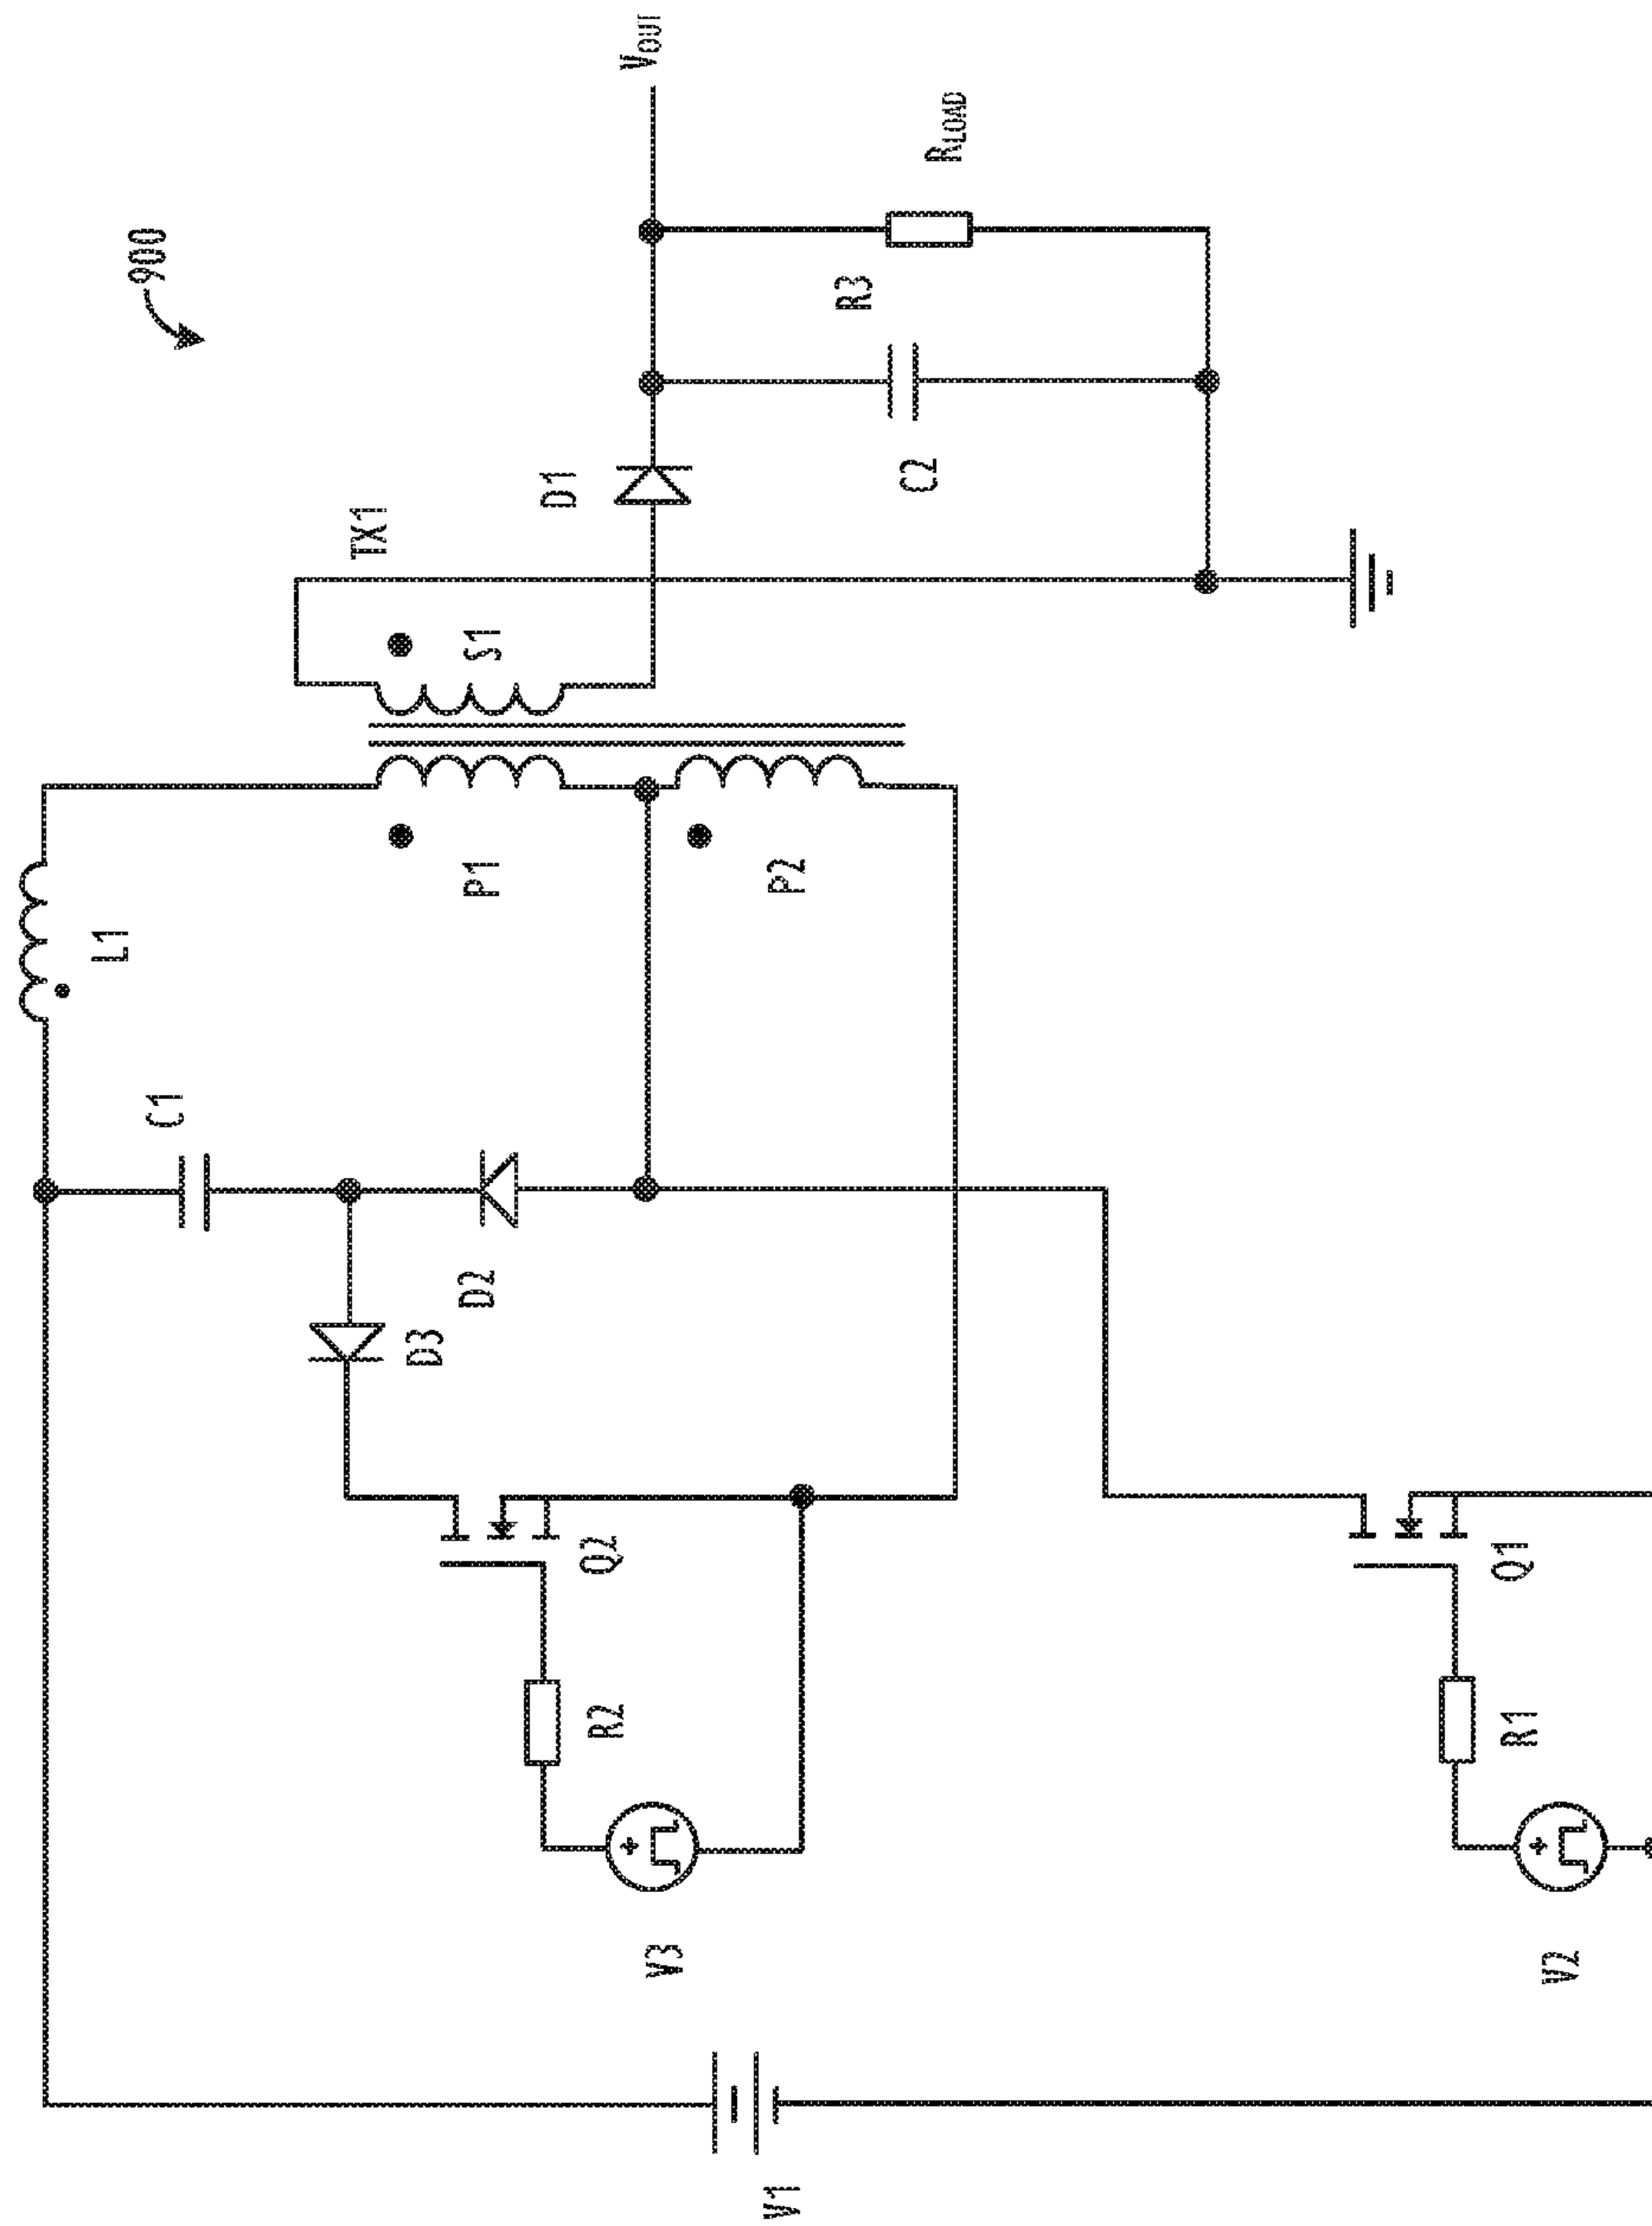 900
L1
C1
TX1
VOUT
D3
D2
P1
S1
D1
P2
C2
R3
RLOAD
V3
R2
Q2
V1
V2
R1
Q1